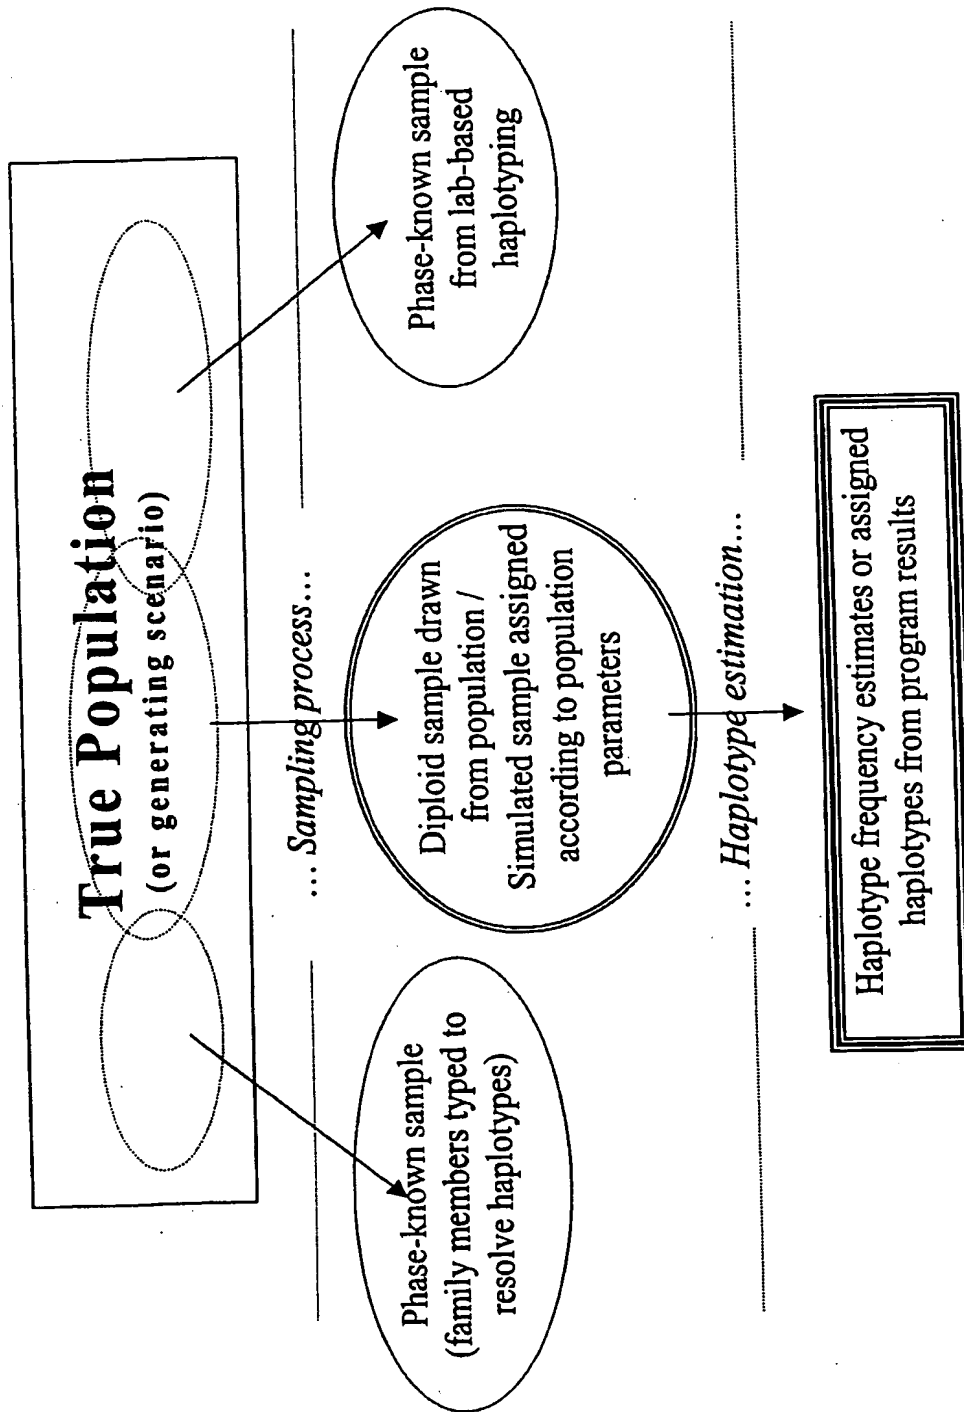 True Population
(or generating scenario)
... Sampling process...
Phase-known sample
(family members typed to
resolve haplotypes)
Diploid sample drawn
from population /
Simulated sample assigned
according to population
parameters
Phase-known sample
from lab-based
haplotyping
... Haplotype estimation...
Haplotype frequency estimates or assigned
haplotypes from program results